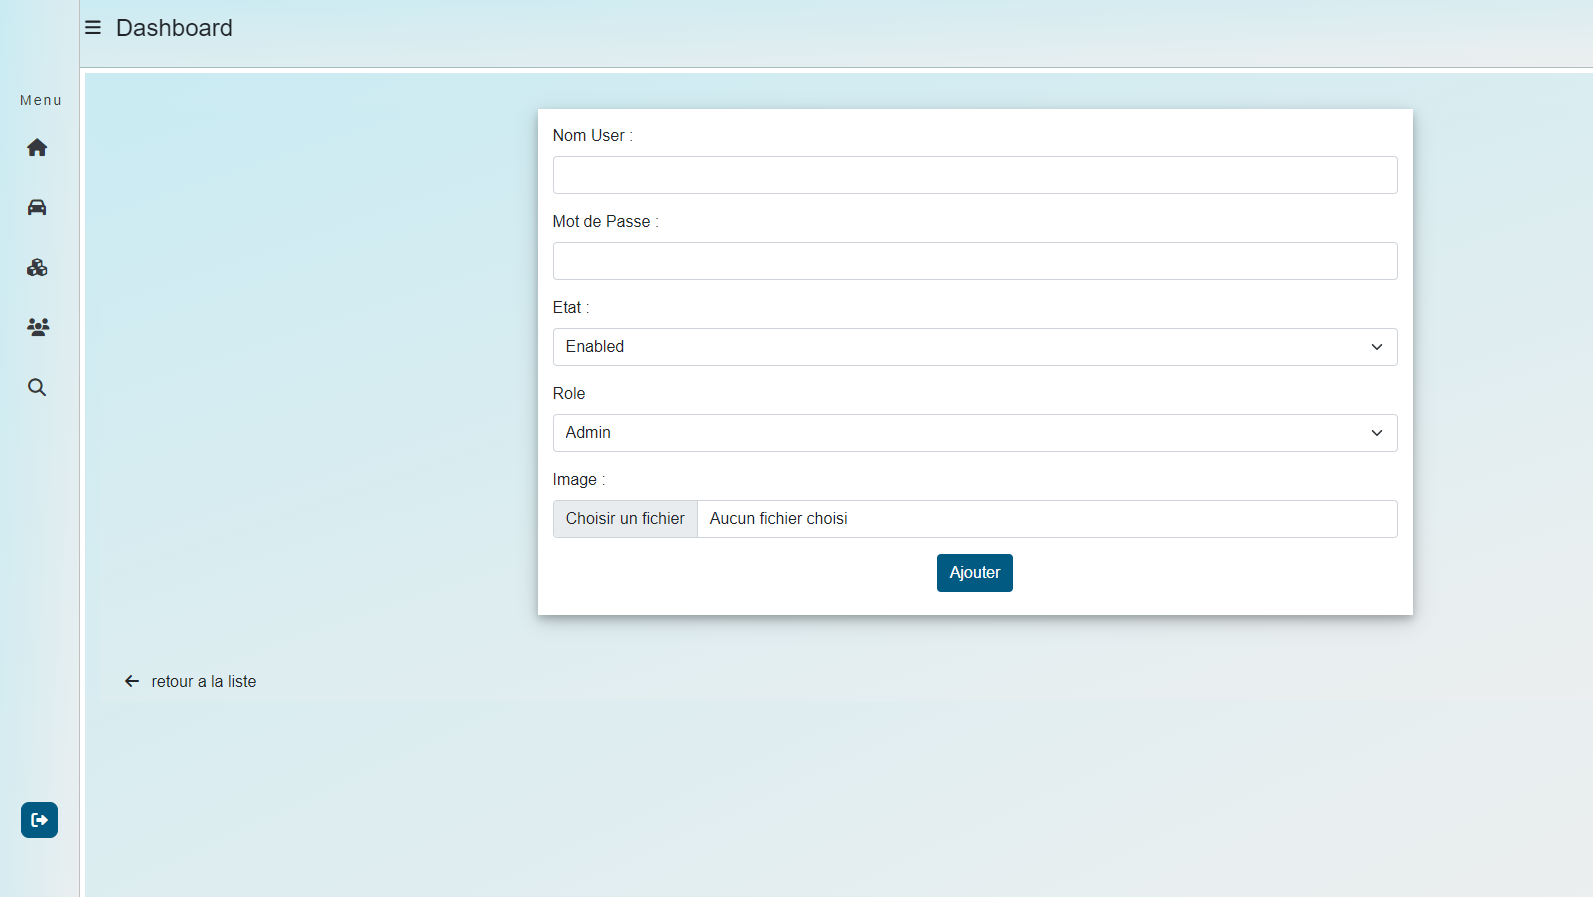 Dashboard
Menu
Nom User :
Mot de Passe :
Etat :
Enabled
Role
Admin
Image :
Choisir un fichier Aucun fichier choisi
Ajouter
retour a la liste